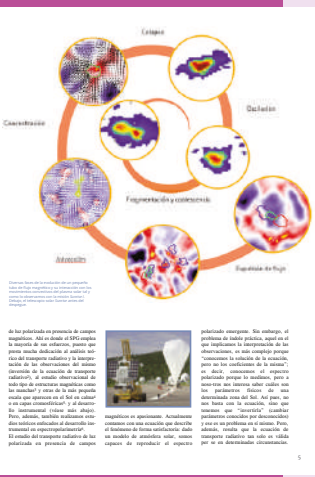 Colapso
Oscilación
Concentración
Fragmentación y coalescencia
Advección
Expulsión de flujo
Diversas fases de la evolución de un pequeño
tubo de flujo magnético y su interacción con los
movimientos convectivos del plasma solar tal y
como lo observamos con la misión Sunrise I.
Debajo, el telescopio solar Sunrise antes del
despegue.
de luz polarizada en presencia de campos
magnéticos. Ahí es donde el SPG emplea
la mayoría de sus esfuerzos, puesto que
presta mucha dedicación al análisis teó-
rico del transporte radiativo y la interpre-
tación de las observaciones del mismo
(inversión de la ecuación de transporte
radiativo), al estudio observacional de
todo tipo de estructuras magnéticas como
las manchas y otras de la más pequeña
escala que aparecen en el Sol en calma
o en capas cromosféricas, y al desarro-
llo instrumental (véase más abajo).
Pero, además, también realizamos estu-
dios teóricos enfocados al desarrollo ins-
trumental en espectropolarimetría.
El estudio del transporte radiativo de luz
polarizada en presencia de campos
magnéticos es apasionante. Actualmente
contamos con una ecuación que describe
el fenómeno de forma satisfactoria: dado
un modelo de atmósfera solar, somos
capaces de reproducir el espectro
polarizado emergente. Sin embargo, el
problema de índole práctica, aquel en el
que implicamos la interpretación de las
observaciones, es más complejo porque
"conocemos la solución de la ecuación,
pero no los coeficientes de la misma";
es decir, conocemos el espectro
polarizado porque lo medimos, pero a
noso-tros nos interesa saber cuáles son
los parámetros físicos de una
determinada zona del Sol. Así pues, no
nos basta con la ecuación, sino que
tenemos que "invertirla" (cambiar
parámetros conocidos por desconocidos)
y eso es un problema en sí mismo. Pero,
además, resulta que la ecuación de
transporte radiativo tan solo es válida
per se en determinadas circunstancias.
5